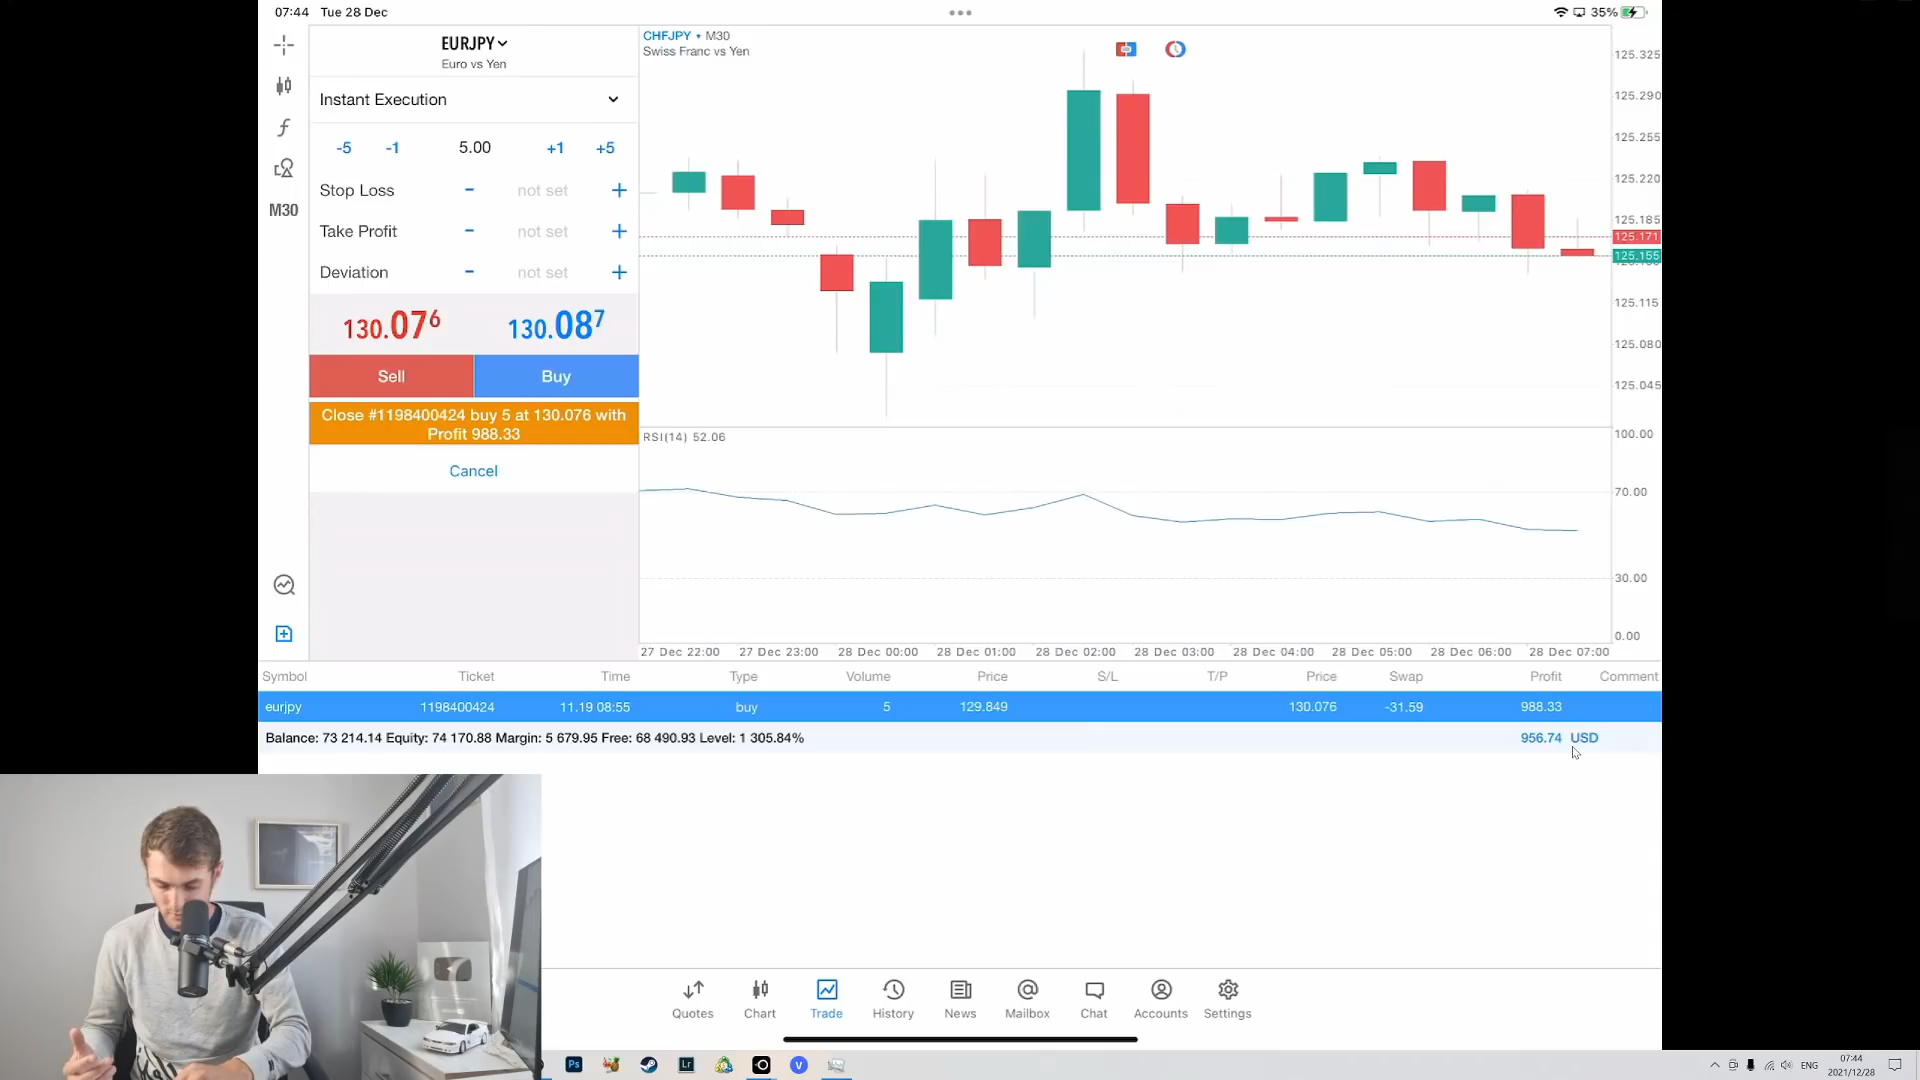 07:44 Tue 28 Dec
35%
EURJPY
Euro vs Yen
Instant Execution
-5 -1 5.00 +1 +5
Stop Loss - not set +
Take Profit - not set +
Deviation - not set +
130.076 130.087
Sell Buy
Close #1198400424 buy 5 at 130.076 with
Profit 988.33
Cancel
M30
CHFJPY • M30
Swiss Franc vs Yen
125.325
125.290
125.255
125.220
125.185
125.171
125.155
125.115
125.080
125.045
RSI(14) 52.06
100.00
70.00
30.00
0.00
27 Dec 22:00 27 Dec 23:00 28 Dec 00:00 28 Dec 01:00 28 Dec 02:00 28 Dec 03:00 28 Dec 04:00 28 Dec 05:00 28 Dec 06:00 28 Dec 07:00
Symbol Ticket Time Type Volume Price S/L T/P Price Swap Profit Comment
eurjpy 1198400424 11.19 08:55 buy 5 129.849 130.076 -31.59 988.33
Balance: 73 214.14 Equity: 74 170.88 Margin: 5 679.95 Free: 68 490.93 Level: 1 305.84% 956.74 USD
Quotes Chart Trade History News Mailbox Chat Accounts Settings
Ps Lr V
ENG
07:44
2021/12/28